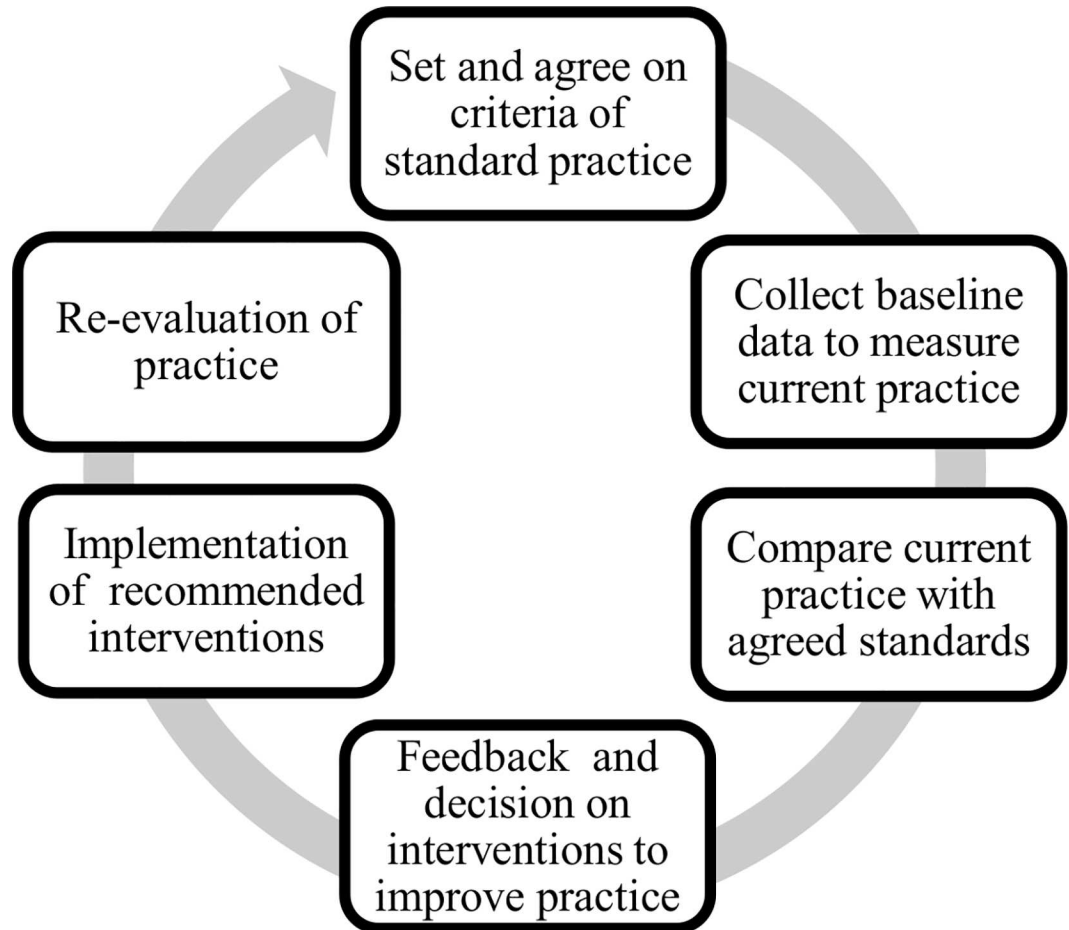 Set and agree on
criteria of
standard practice
Collect baseline
data to measure
current practice
Compare current
practice with
agreed standards
Feedback  and
decision on
interventions to
improve practice
Implementation
of  recommended
interventions
Re-evaluation of
practice